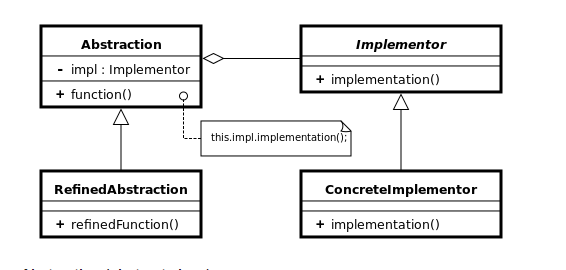 Abstraction
- impl : Implementor
+ function()
Implementor
+ implementation()
this.impl.implementation();
RefinedAbstraction
+ refinedFunction()
ConcreteImplementor
+ implementation()